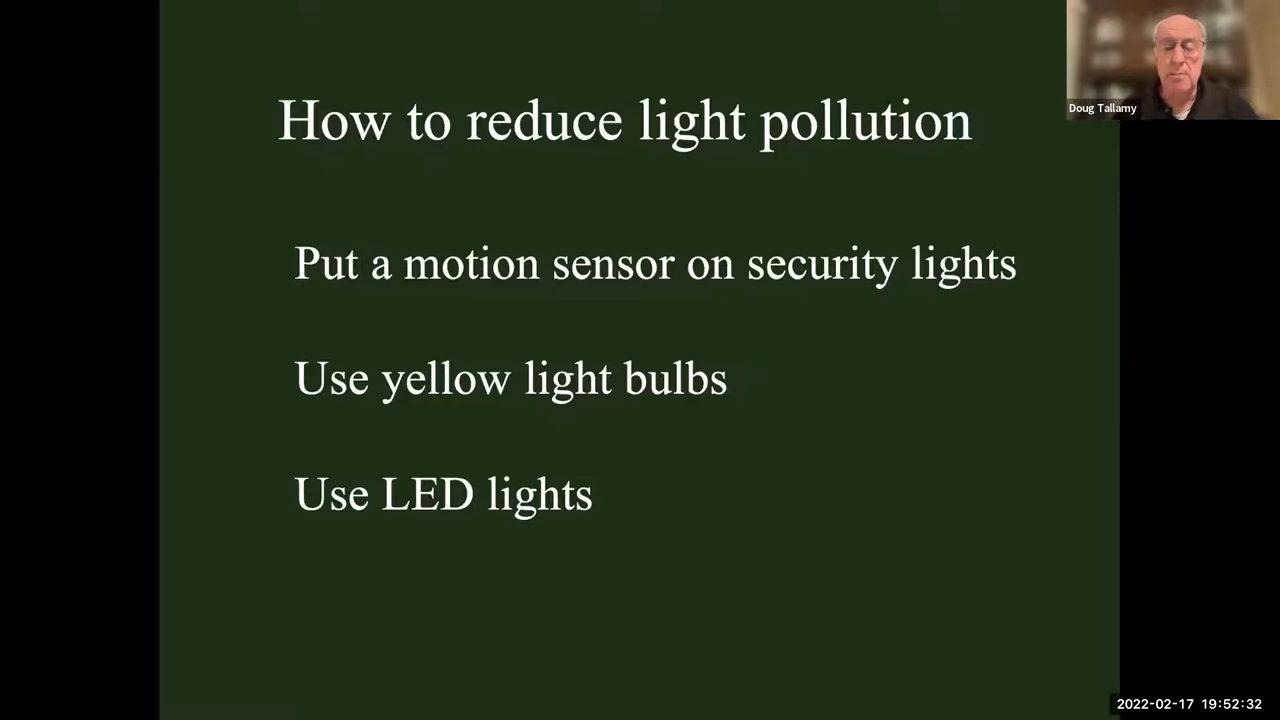 How to reduce light pollution
Doug Tallamy
Put a motion sensor on security lights
Use yellow light bulbs
Use LED lights
2022-02-17 19:52:32